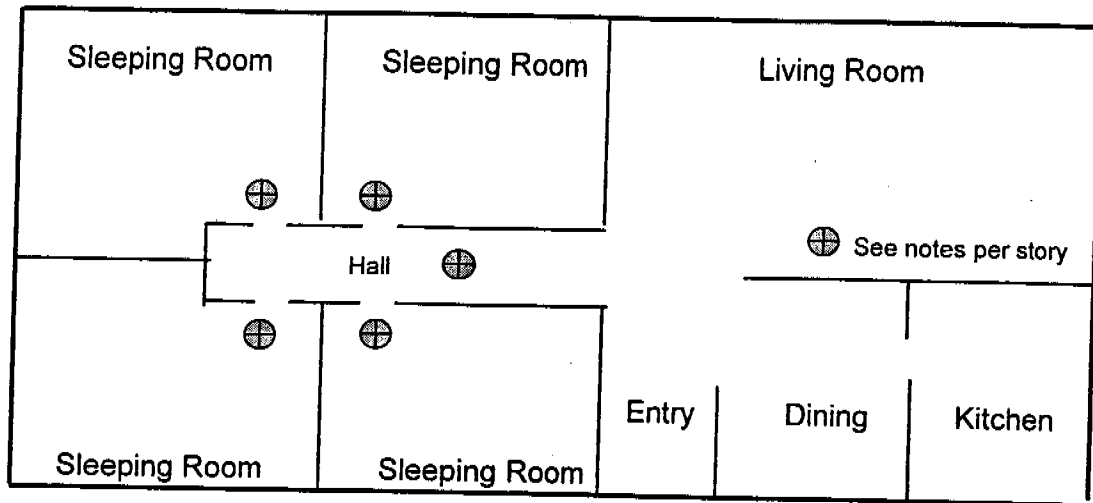 Sleeping Room
Sleeping Room
Living Room
Hall
See notes per story
Entry
Dining
Kitchen
Sleeping Room
Sleeping Room